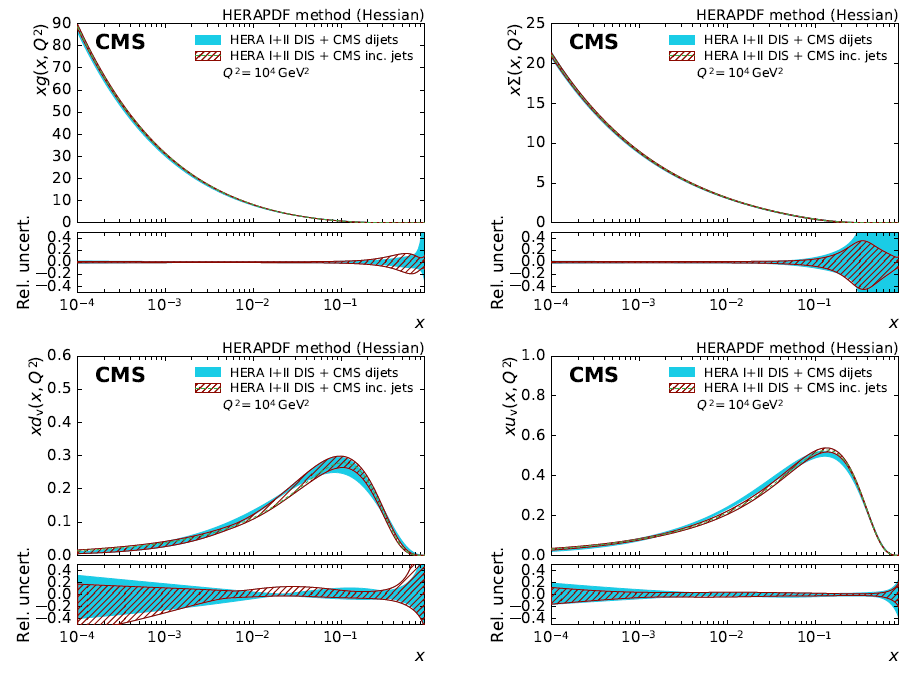 HERAPDF method (Hessian)
CMS
HERA I+II DIS + CMS dijets
HERA I+II DIS + CMS inc. jets
Q² = 10⁴ GeV²
xg(x, Q²)
90
80
70
60
50
40
30
20
10
0
Rel. uncert.
0.4
0.2
0.0
−0.2
−0.4
10⁻⁴ 10⁻³ 10⁻² 10⁻¹
x
HERAPDF method (Hessian)
CMS
HERA I+II DIS + CMS dijets
HERA I+II DIS + CMS inc. jets
Q² = 10⁴ GeV²
xΣ(x, Q²)
25
20
15
10
5
0
Rel. uncert.
0.4
0.2
0.0
−0.2
−0.4
10⁻⁴ 10⁻³ 10⁻² 10⁻¹
x
HERAPDF method (Hessian)
CMS
HERA I+II DIS + CMS dijets
HERA I+II DIS + CMS inc. jets
Q² = 10⁴ GeV²
xdᵥ(x, Q²)
0.6
0.5
0.4
0.3
0.2
0.1
0.0
Rel. uncert.
0.4
0.2
0.0
−0.2
−0.4
10⁻⁴ 10⁻³ 10⁻² 10⁻¹
x
HERAPDF method (Hessian)
CMS
HERA I+II DIS + CMS dijets
HERA I+II DIS + CMS inc. jets
Q² = 10⁴ GeV²
xuᵥ(x, Q²)
1.0
0.8
0.6
0.4
0.2
0.0
Rel. uncert.
0.4
0.2
0.0
−0.2
−0.4
10⁻⁴ 10⁻³ 10⁻² 10⁻¹
x